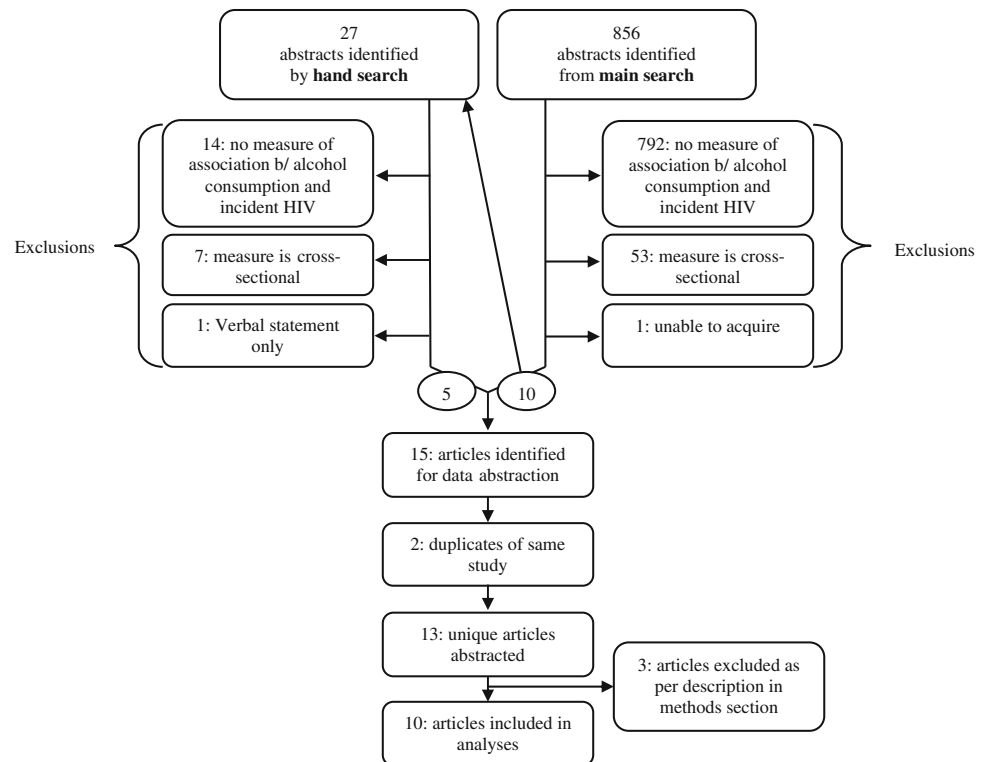 27
abstracts identified
by hand search
856
abstracts identified
from main search
14: no measure of
association b/ alcohol
consumption and
incident HIV
792: no measure of
association b/ alcohol
consumption and
incident HIV
Exclusions
7: measure is cross-
sectional
53: measure is cross-
sectional
Exclusions
1: Verbal statement
only
1: unable to acquire
5
10
15: articles identified
for data abstraction
2: duplicates of same
study
13: unique articles
abstracted
3: articles excluded as
per description in
methods section
10: articles included in
analyses